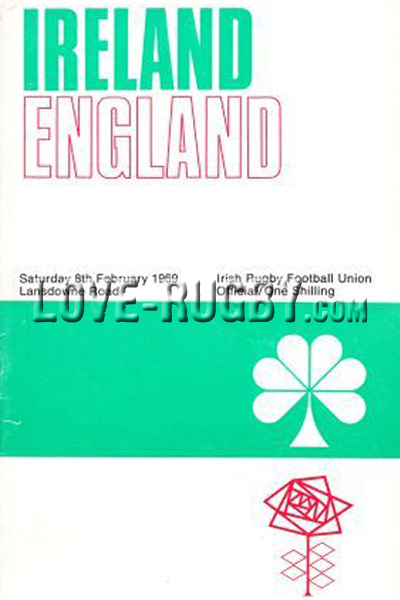 IRELAND
ENGLAND
Saturday 8th February 1969
Lansdowne Road
Irish Rugby Football Union
Official/One Shilling
LOVE-RUGBY.COM